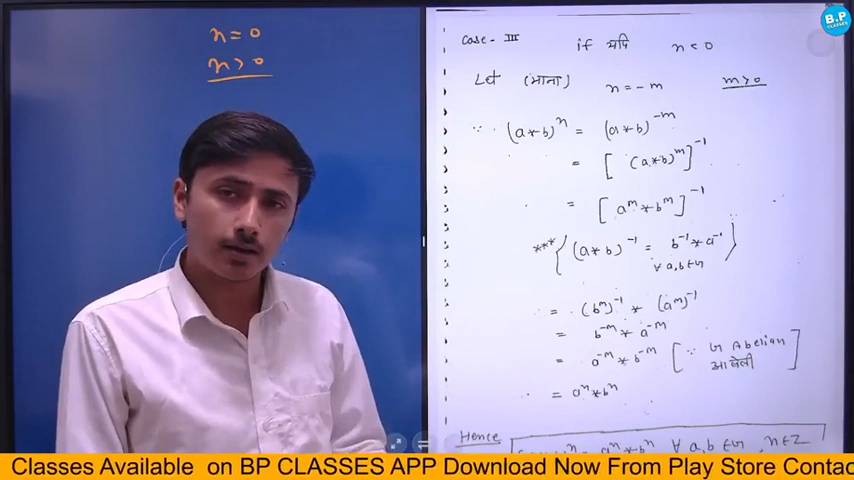 n = 0
n > 0
B.P
CLASSES
Case - III if यदि n < 0
Let (माना) n = - m m > 0
∵ (a * b)^n = (a * b)^-m
= [ (a * b)^m ]^-1
= [ a^m * b^m ]^-1
*** { (a * b)^-1 = b^-1 * a^-1
∀ a, b ∈ G }
= (b^m)^-1 * (a^m)^-1
= b^-m * a^-m
= a^-m * b^-m [ ∵ G Abelian
आबेली ]
= a^n * b^n
Hence = a^n * b^n ∀ a, b ∈ G, n ∈ Z
Classes Available on BP CLASSES APP Download Now From Play Store Contac